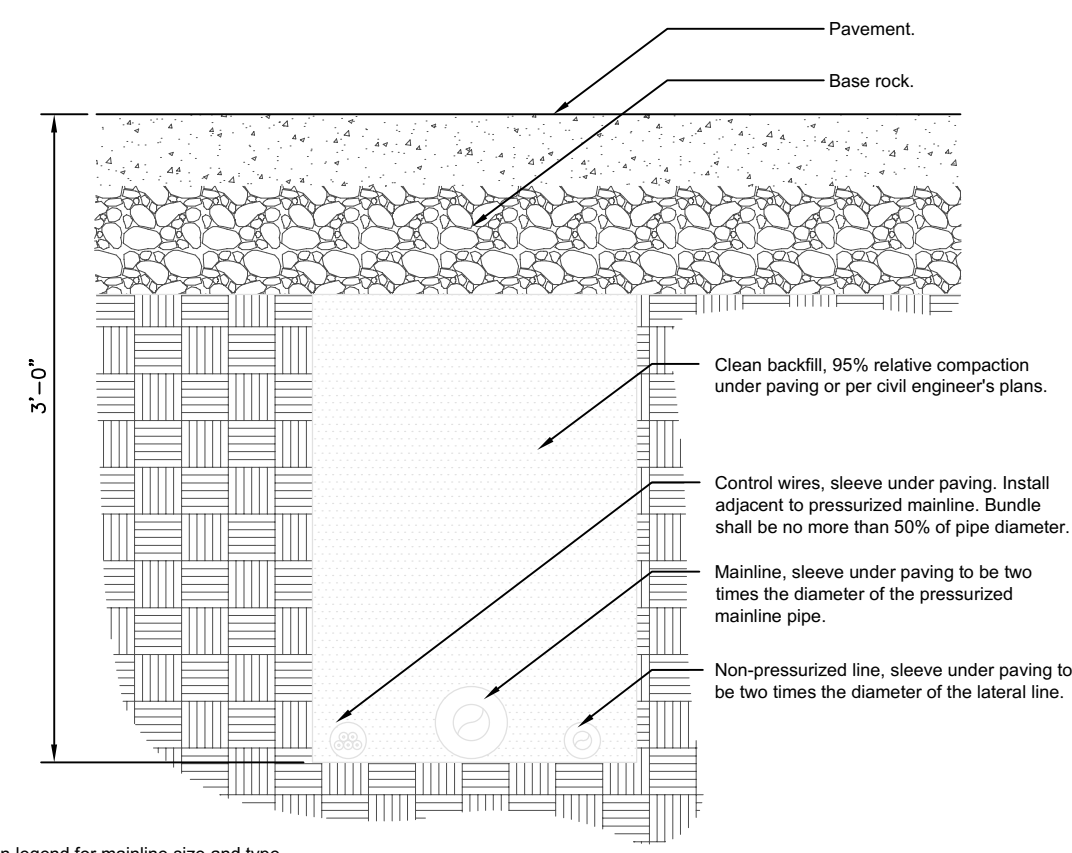 Pavement.
Base rock.
3'-0"
Clean backfill, 95% relative compaction
under paving or per civil engineer's plans.
Control wires, sleeve under paving. Install
adjacent to pressurized mainline. Bundle
shall be no more than 50% of pipe diameter.
Mainline, sleeve under paving to be two
times the diameter of the pressurized
mainline pipe.
Non-pressurized line, sleeve under paving to
be two times the diameter of the lateral line.
legend for mainline size and type